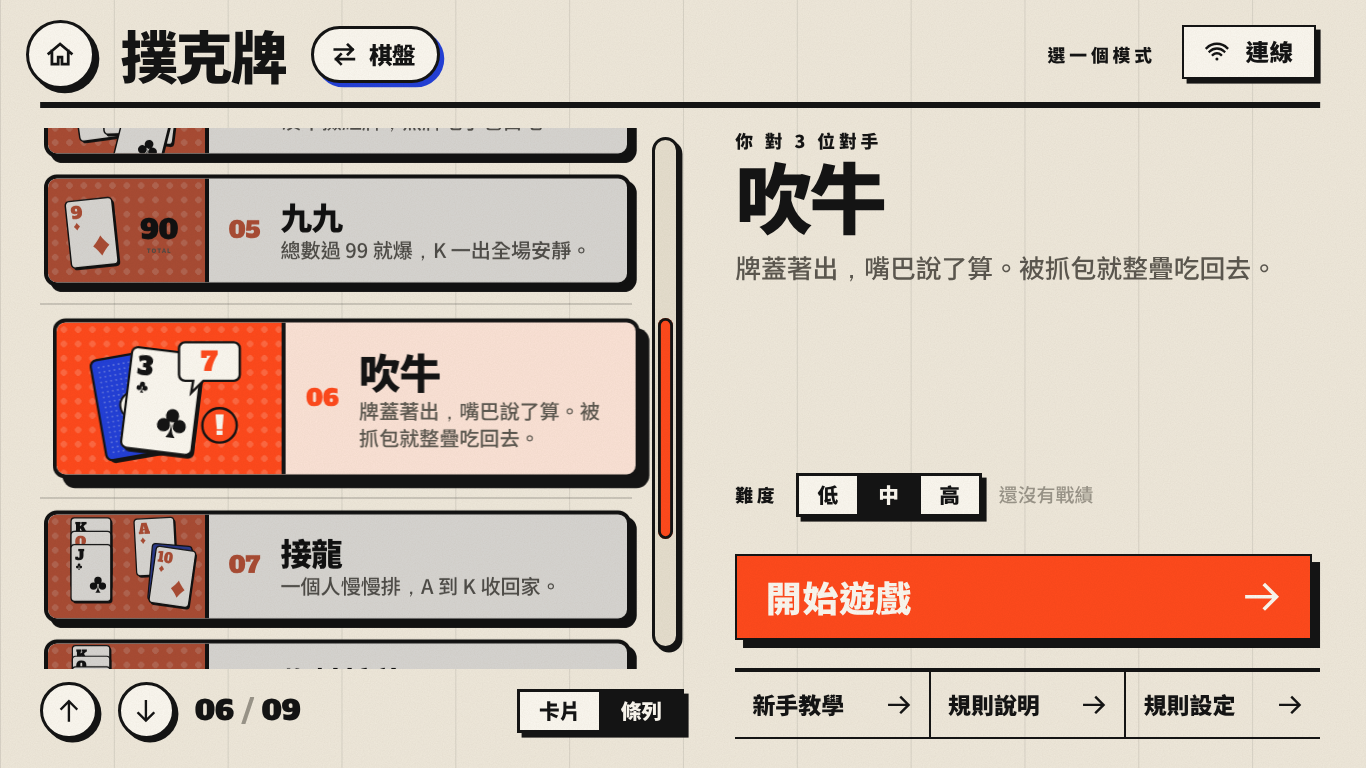 撲克牌
棋盤
選一個模式
連線
9
90
TOTAL
05
九九
總數過 99 就爆，K 一出全場安靜。
3
7
!
06
吹牛
牌蓋著出，嘴巴說了算。被
抓包就整疊吃回去。
K
Q
J
A
10
07
接龍
一個人慢慢排，A 到 K 收回家。
K
06 / 09
卡片
條列
你 對 3 位對手
吹牛
牌蓋著出，嘴巴說了算。被抓包就整疊吃回去。
難度
低
中
高
還沒有戰績
開始遊戲
新手教學
規則說明
規則設定